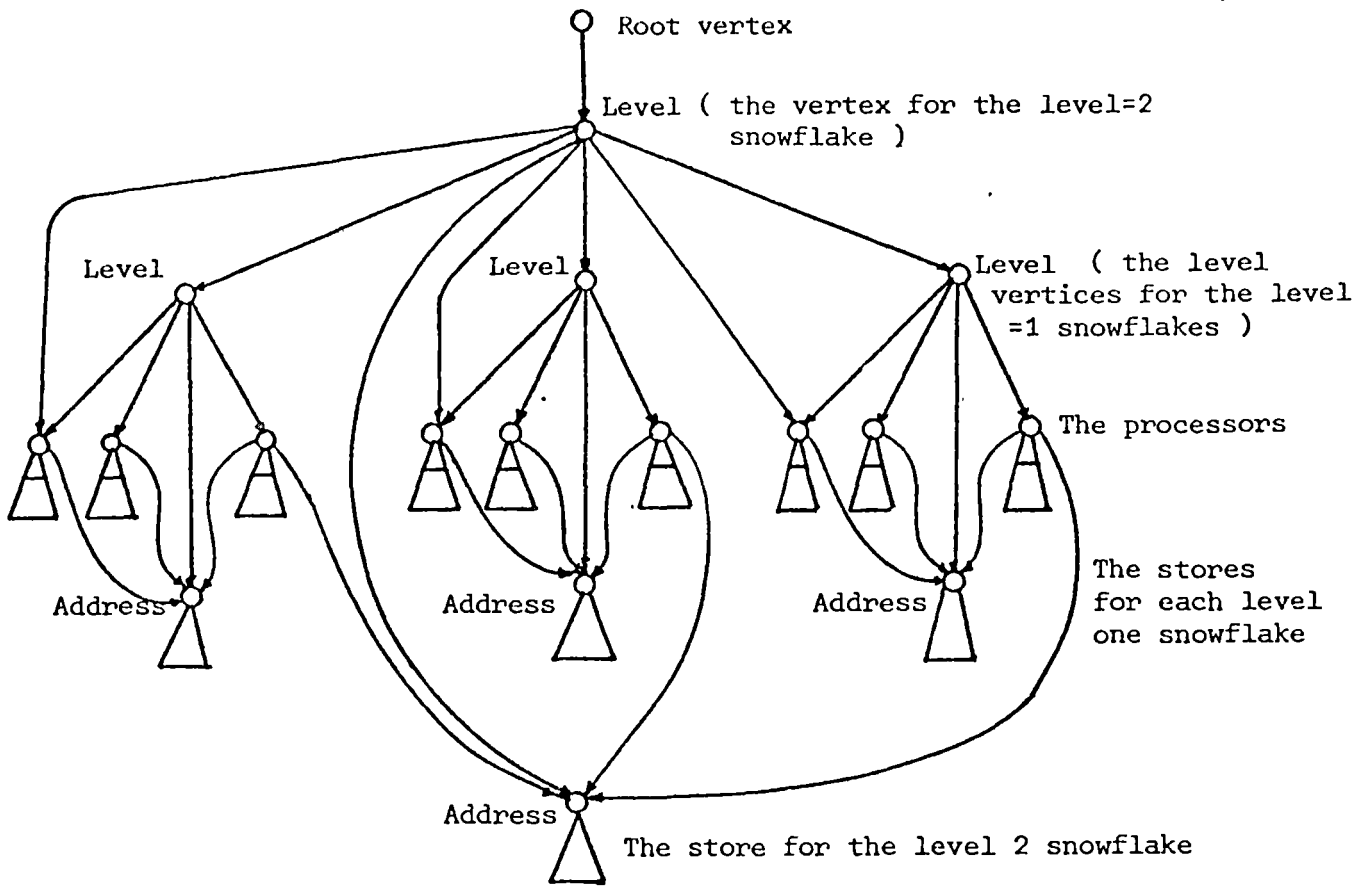 Root vertex
Level ( the vertex for the level=2
snowflake )
Level
Level
Level ( the level
vertices for the level
=1 snowflakes )
The processors
The stores
for each level
one snowflake
Address
Address
Address
Address
The store for the level 2 snowflake